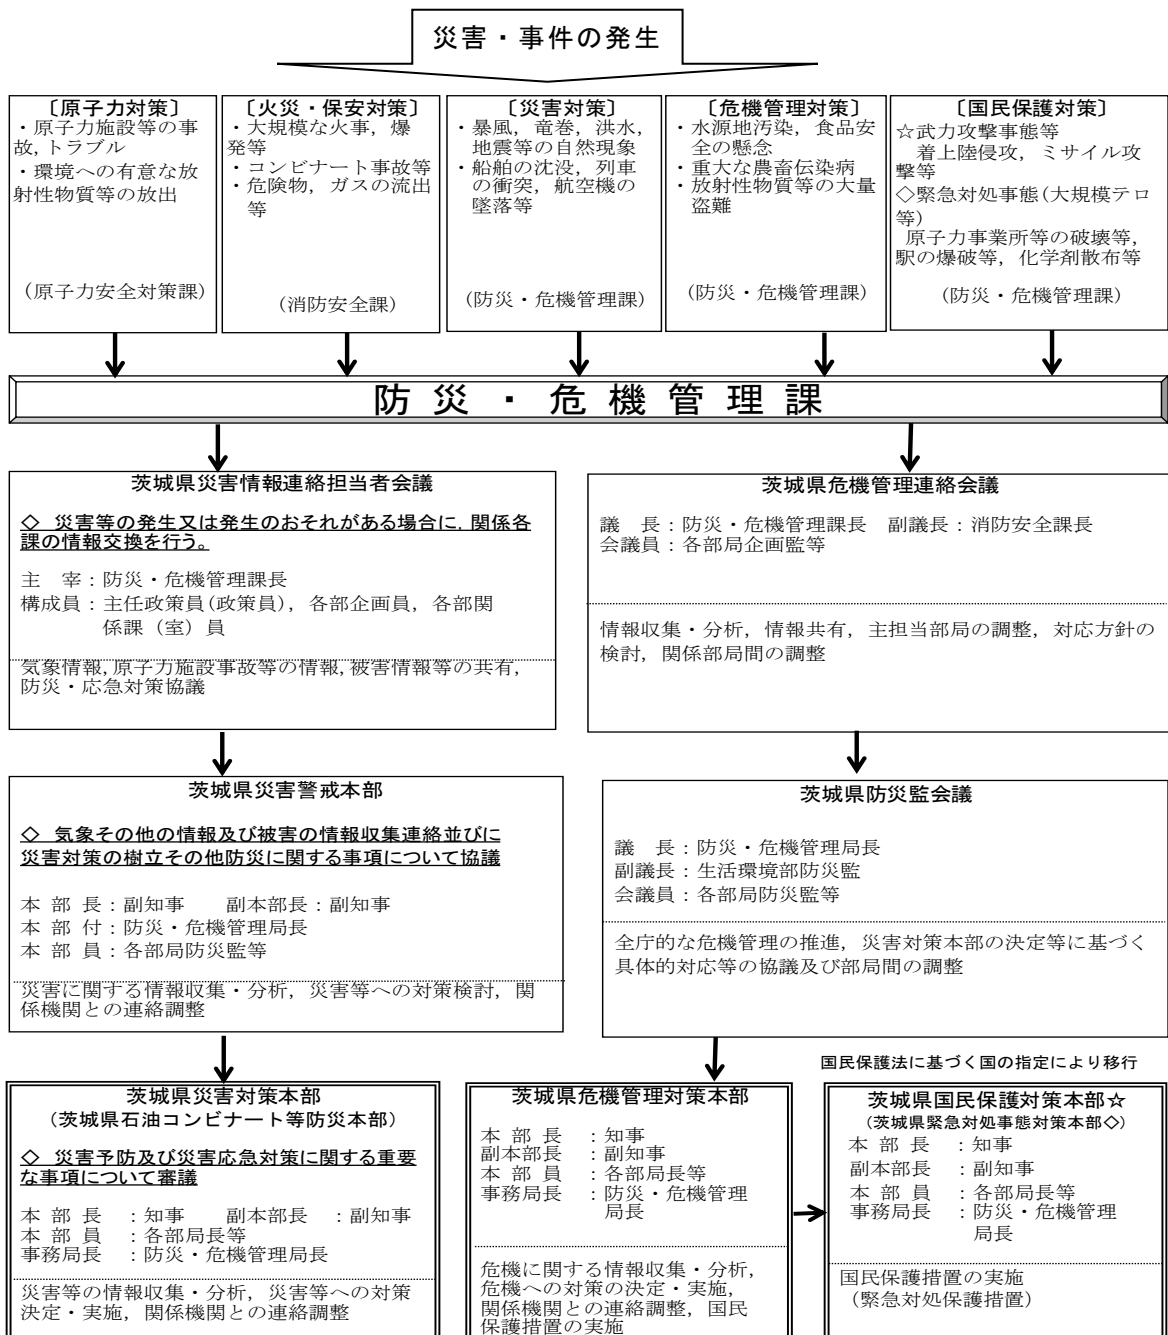 災害・事件の発生
〔原子力対策〕
・原子力施設等の事
故,トラブル
・環境への有意な放
射性物質等の放出
(原子力安全対策課)
〔火災・保安対策〕
・大規模な火事, 爆
発等
・コンビナート事故等
・危険物, ガスの流出
等
(消防安全課)
〔災害対策〕
・暴風, 竜巻, 洪水,
地震等の自然現象
・船舶の沈没, 列車
の衝突, 航空機の
墜落等
(防災・危機管理課)
〔危機管理対策〕
・水源地汚染, 食品安
全の懸念
・重大な農畜伝染病
・放射性物質等の大量
盗難
(防災・危機管理課)
〔国民保護対策〕
☆武力攻撃事態等
着上陸侵攻, ミサイル攻
撃等
◇緊急対処事態(大規模テロ
等)
原子力事業所等の破壊等,
駅の爆破等, 化学剤散布等
(防災・危機管理課)
防災・危機管理課
茨城県災害情報連絡担当者会議
◇ 災害等の発生又は発生のおそれがある場合に, 関係各
課の情報交換を行う。
主 宰:防災・危機管理課長
構成員:主任政策員(政策員), 各部企画員, 各部関
係課(室)員
気象情報,原子力施設事故等の情報,被害情報等の共有,
防災・応急対策協議
茨城県危機管理連絡会議
議 長:防災・危機管理課長 副議長:消防安全課長
会議員:各部局企画監等
情報収集・分析, 情報共有, 主担当部局の調整, 対応方針の
検討, 関係部局間の調整
茨城県災害警戒本部
◇ 気象その他の情報及び被害の情報収集連絡並びに
災害対策の樹立その他防災に関する事項について協議
本 部 長:副知事 副本部長:副知事
本 部 付:防災・危機管理局長
本 部 員:各部局防災監等
災害に関する情報収集・分析, 災害等への対策検討, 関
係機関との連絡調整
茨城県防災監会議
議 長:防災・危機管理局長
副議長:生活環境部防災監
会議員:各部局防災監等
全庁的な危機管理の推進, 災害対策本部の決定等に基づく
具体的対応等の協議及び部局間の調整
国民保護法に基づく国の指定により移行
茨城県災害対策本部
(茨城県石油コンビナート等防災本部)
◇ 災害予防及び災害応急対策に関する重要
な事項について審議
本 部 長 :知事 副本部長 :副知事
本 部 員 :各部局長等
事務局長 :防災・危機管理局長
災害等の情報収集・分析, 災害等への対策
決定・実施, 関係機関との連絡調整
茨城県危機管理対策本部
本 部 長 :知事
副本部長 :副知事
本 部 員 :各部局長等
事務局長 :防災・危機管理
局長
危機に関する情報収集・分析,
危機への対策の決定・実施,
関係機関との連絡調整, 国民
保護措置の実施
茨城県国民保護対策本部☆
(茨城県緊急対処事態対策本部◇)
本 部 長 :知事
副本部長 :副知事
本 部 員 :各部局長等
事務局長 :防災・危機管理
局長
国民保護措置の実施
(緊急対処保護措置)